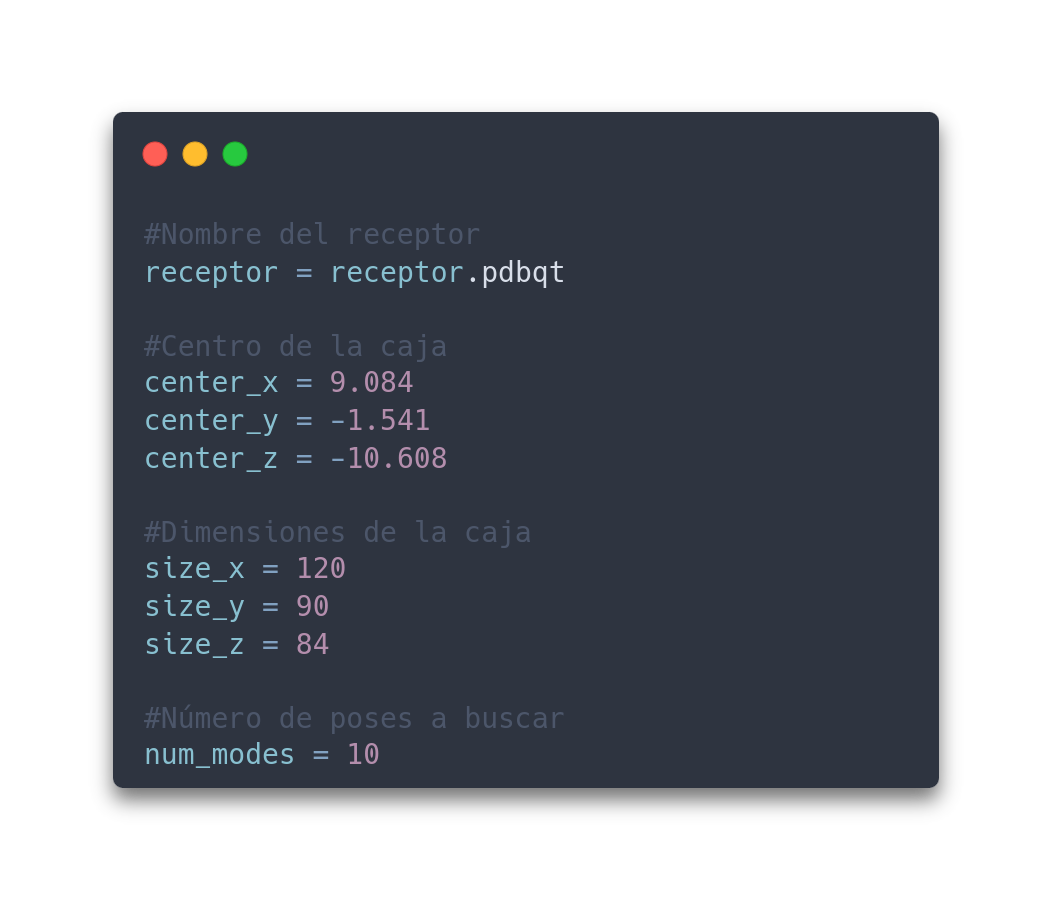 #Nombre del receptor
receptor = receptor.pdbqt
#Centro de la caja
center_x = 9.084
center_y = -1.541
center_z = -10.608
#Dimensiones de la caja
size_x = 120
size_y = 90
size_z = 84
#Número de poses a buscar
num_modes = 10